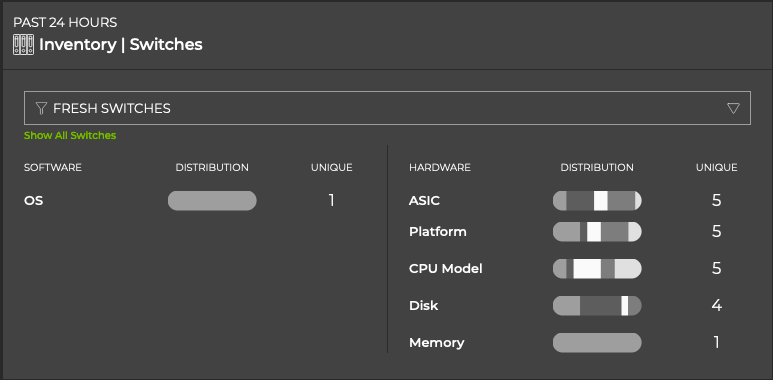 PAST 24 HOURS
Inventory | Switches
FRESH SWITCHES
Show All Switches
SOFTWARE DISTRIBUTION UNIQUE
OS 1
HARDWARE DISTRIBUTION UNIQUE
ASIC 5
Platform 5
CPU Model 5
Disk 4
Memory 1